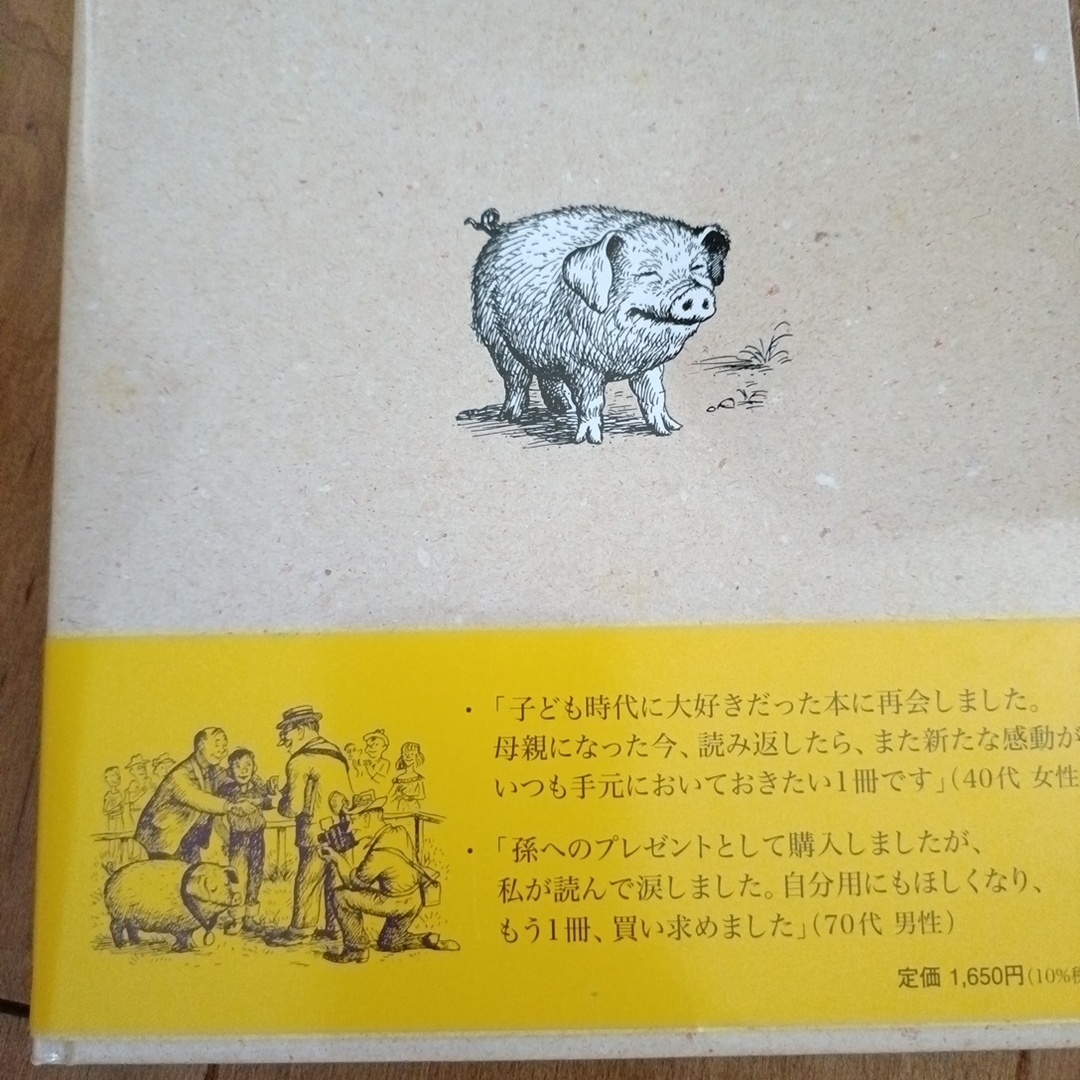 ・「子ども時代に大好きだった本に再会しました。
母親になった今、読み返したら、また新たな感動が
いつも手元においておきたい1冊です」(40代 女性
・「孫へのプレゼントとして購入しましたが、
私が読んで涙しました。自分用にもほしくなり、
もう1冊、買い求めました」(70代 男性)
定価 1,650円(10%税